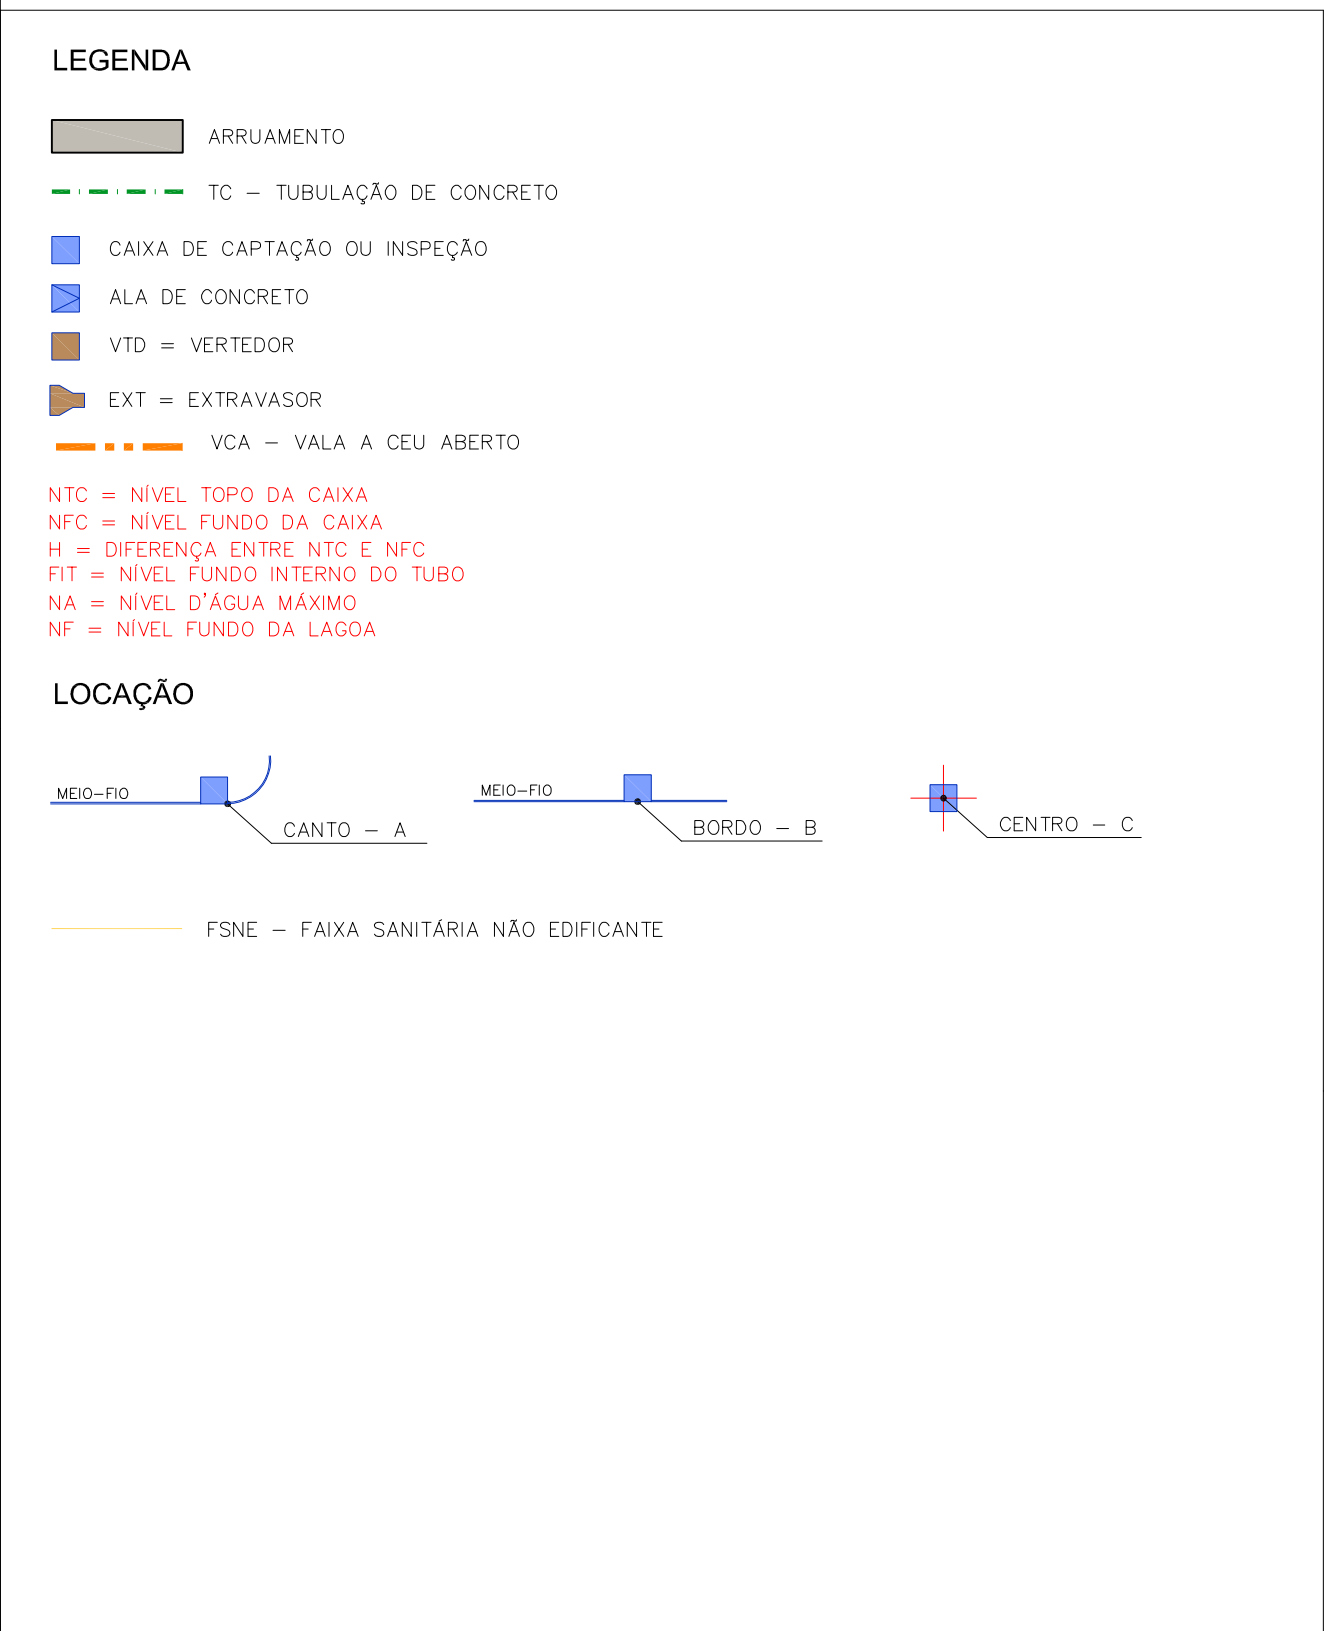 LEGENDA
ARRUAMENTO
TC - TUBULAÇÃO DE CONCRETO
CAIXA DE CAPTAÇÃO OU INSPEÇÃO
ALA DE CONCRETO
VTD = VERTEDOR
EXT = EXTRAVASOR
VCA - VALA A CEU ABERTO
NTC = NÍVEL TOPO DA CAIXA
NFC = NÍVEL FUNDO DA CAIXA
H = DIFERENÇA ENTRE NTC E NFC
FIT = NÍVEL FUNDO INTERNO DO TUBO
NA = NÍVEL D'ÁGUA MÁXIMO
NF = NÍVEL FUNDO DA LAGOA
LOCAÇÃO
MEIO-FIO
CANTO - A
MEIO-FIO
BORDO - B
CENTRO - C
FSNE - FAIXA SANITÁRIA NÃO EDIFICANTE